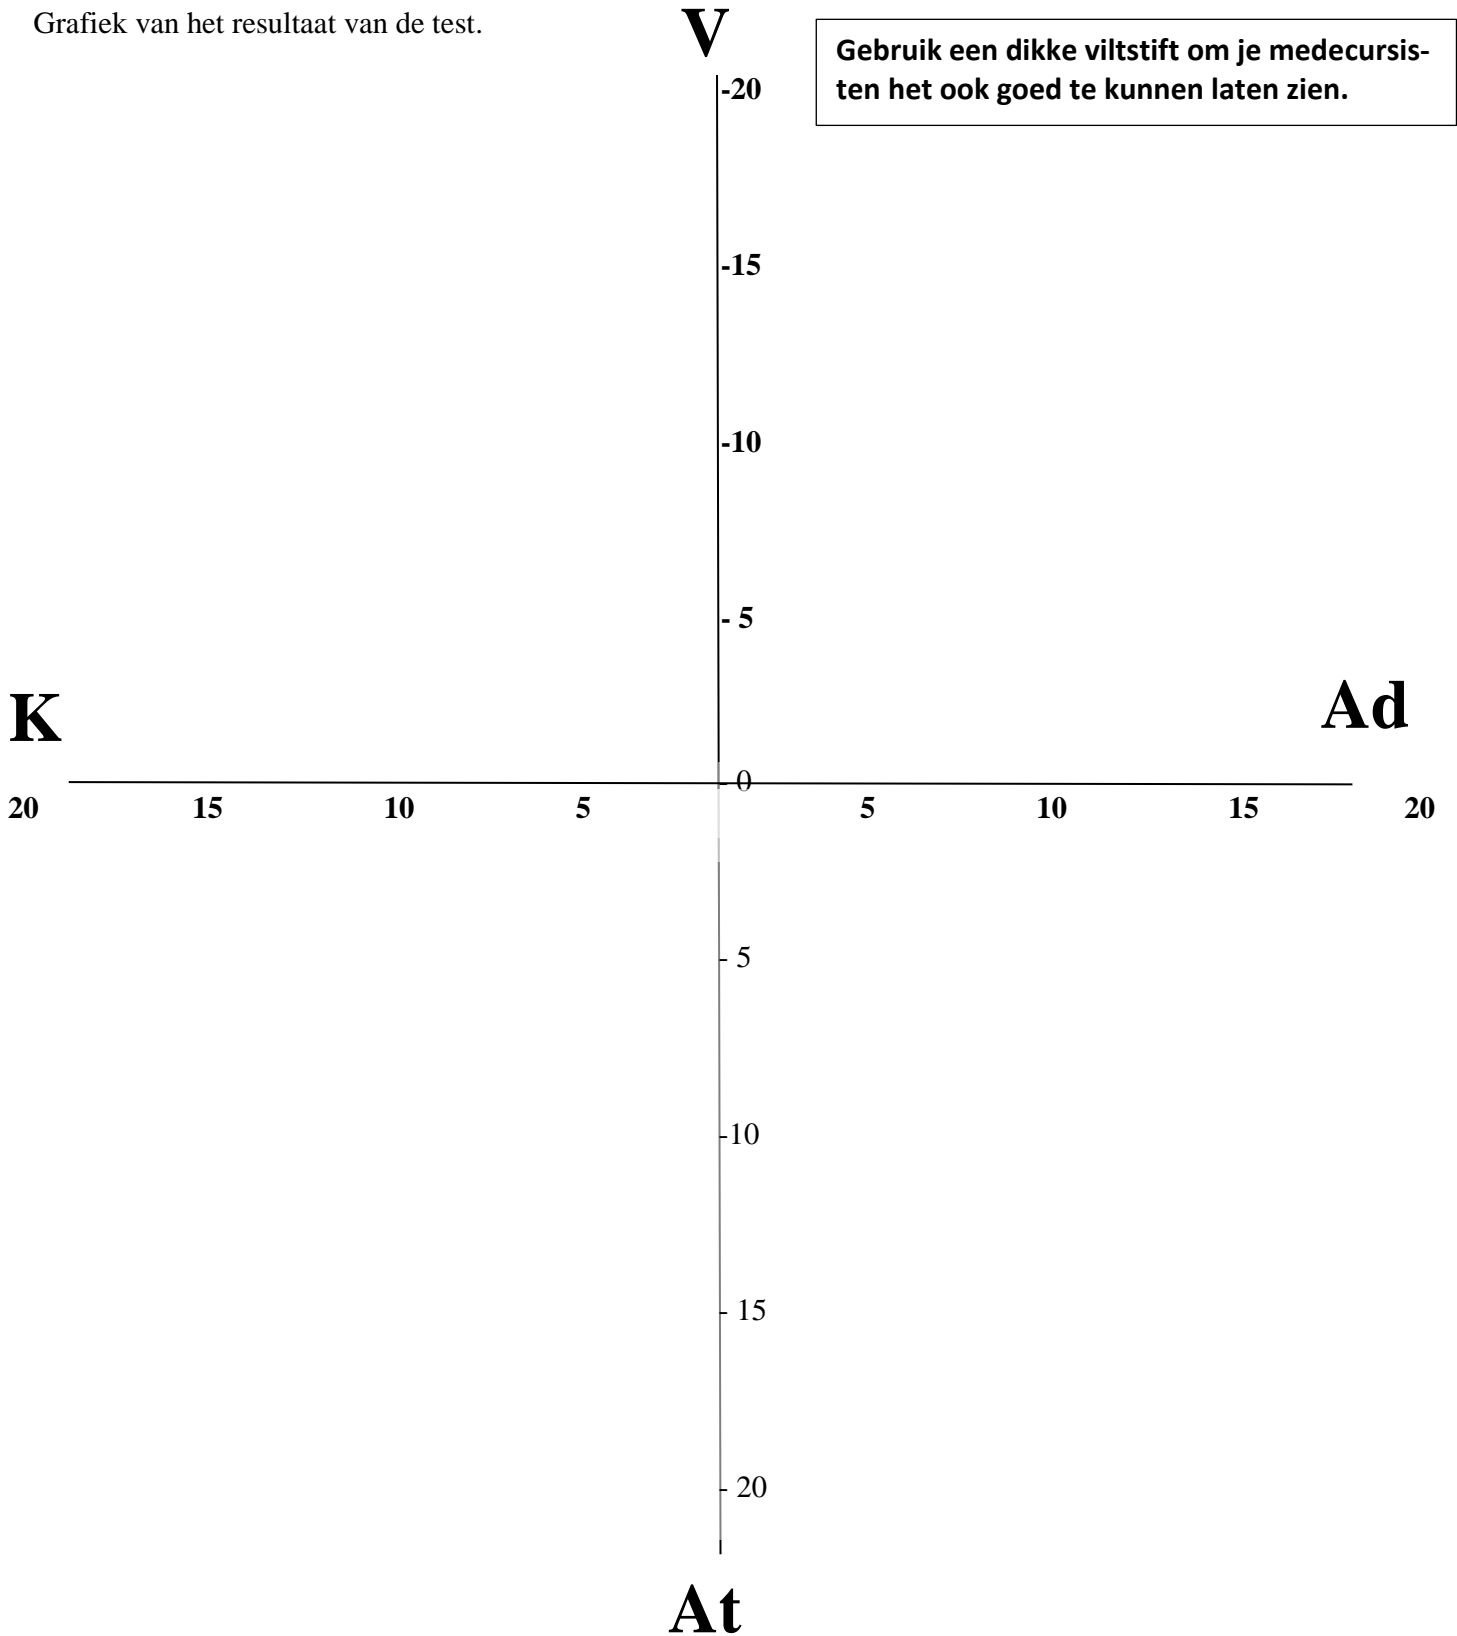 Grafiek van het resultaat van de test.
V
Gebruik een dikke viltstift om je medecursis-
ten het ook goed te kunnen laten zien.
-20
-15
-10
- 5
K
Ad
- 0
20 15 10 5 5 10 15 20
- 5
-10
- 15
- 20
At